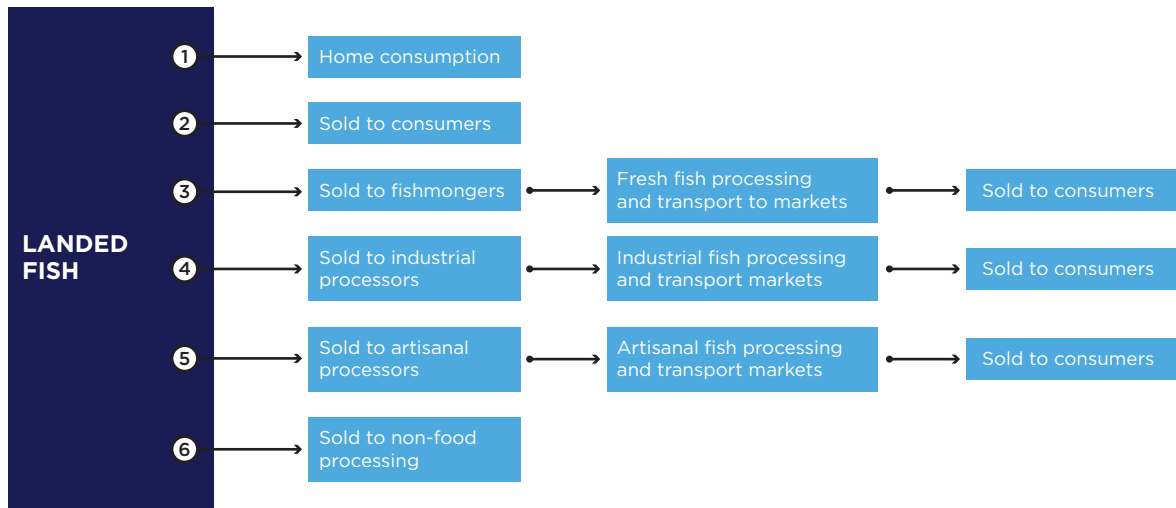 LANDED
FISH
1
Home consumption
2
Sold to consumers
3
Sold to fishmongers
Fresh fish processing
and transport to markets
Sold to consumers
4
Sold to industrial
processors
Industrial fish processing
and transport markets
Sold to consumers
5
Sold to artisanal
processors
Artisanal fish processing
and transport markets
Sold to consumers
6
Sold to non-food
processing